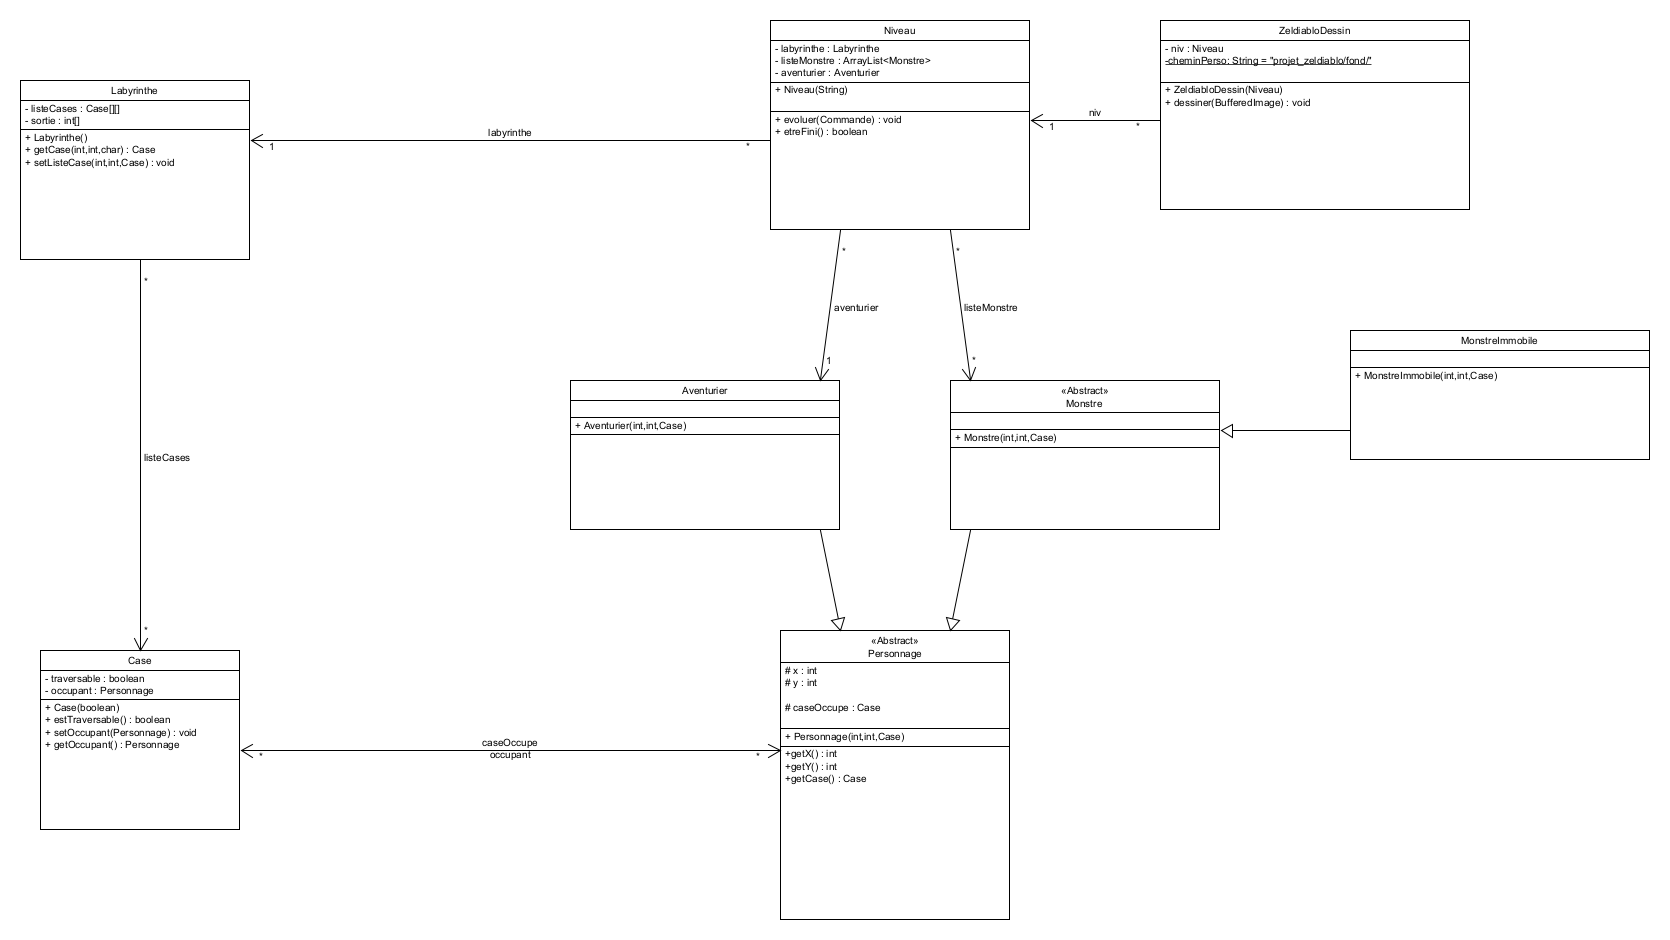 Niveau
- labyrinthe : Labyrinthe
- listeMonstre : ArrayList<Monstre>
- aventurier : Aventurier
+ Niveau(String)
+ evoluer(Commande) : void
+ etreFini() : boolean
ZeldiabloDessin
- niv : Niveau
-cheminPerso: String = "projet_zeldiablo/fond/"
+ ZeldiabloDessin(Niveau)
+ dessiner(BufferedImage) : void
niv
1
*
Labyrinthe
- listeCases : Case[][]
- sortie : int[]
+ Labyrinthe()
+ getCase(int,int,char) : Case
+ setListeCase(int,int,Case) : void
labyrinthe
1
*
*
*
*
aventurier
listeMonstre
1
*
MonstreImmobile
+ MonstreImmobile(int,int,Case)
Aventurier
+ Aventurier(int,int,Case)
«Abstract»
Monstre
+ Monstre(int,int,Case)
listeCases
*
Case
- traversable : boolean
- occupant : Personnage
+ Case(boolean)
+ estTraversable() : boolean
+ setOccupant(Personnage) : void
+ getOccupant() : Personnage
caseOccupe
*
occupant
*
«Abstract»
Personnage
# x : int
# y : int
# caseOccupe : Case
+ Personnage(int,int,Case)
+getX() : int
+getY() : int
+getCase() : Case